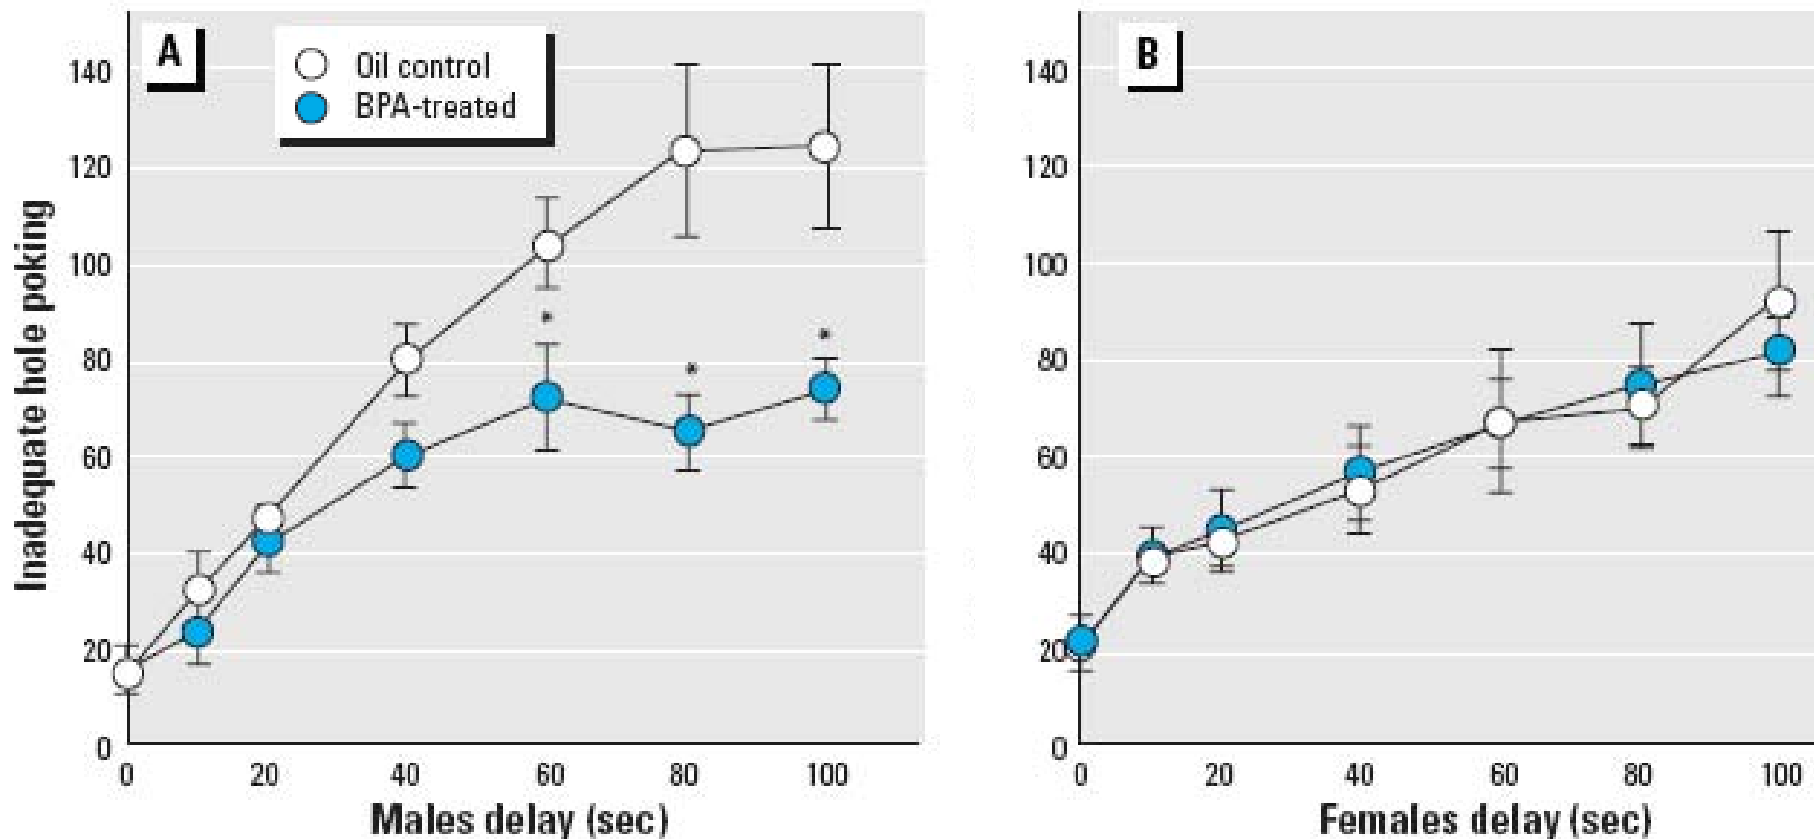 A
Oil control
BPA-treated
Inadequate hole poking
140
120
100
80
60
40
20
0
*
*
*
0 20 40 60 80 100
Males delay (sec)
B
140
120
100
80
60
40
20
0
0 20 40 60 80 100
Females delay (sec)